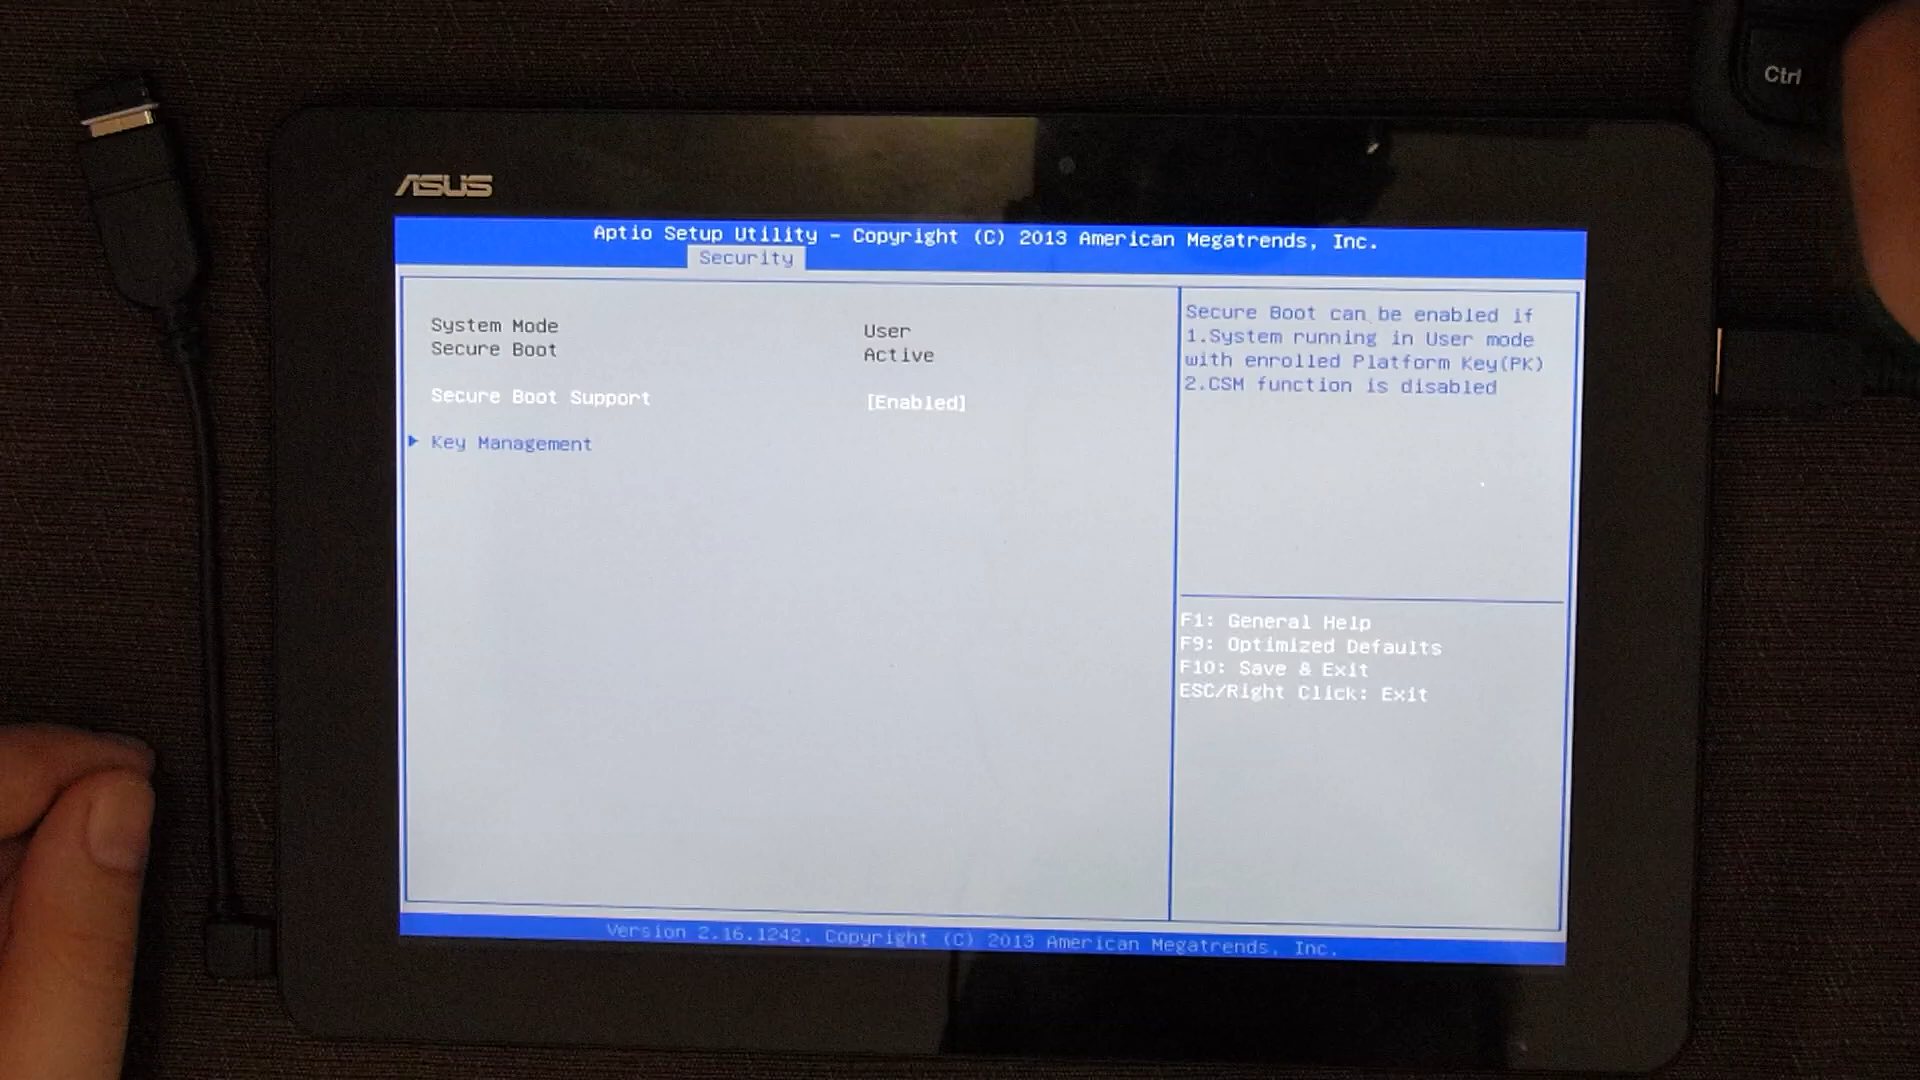 Ctrl
ASUS
Aptio Setup Utility - Copyright (C) 2013 American Megatrends, Inc.
Security
System Mode User
Secure Boot Active
Secure Boot Support [Enabled]
Key Management
Secure Boot can be enabled if
1.System running in User mode
with enrolled Platform Key(PK)
2.CSM function is disabled
F1: General Help
F9: Optimized Defaults
F10: Save & Exit
ESC/Right Click: Exit
Version 2.16.1242. Copyright (C) 2013 American Megatrends, Inc.